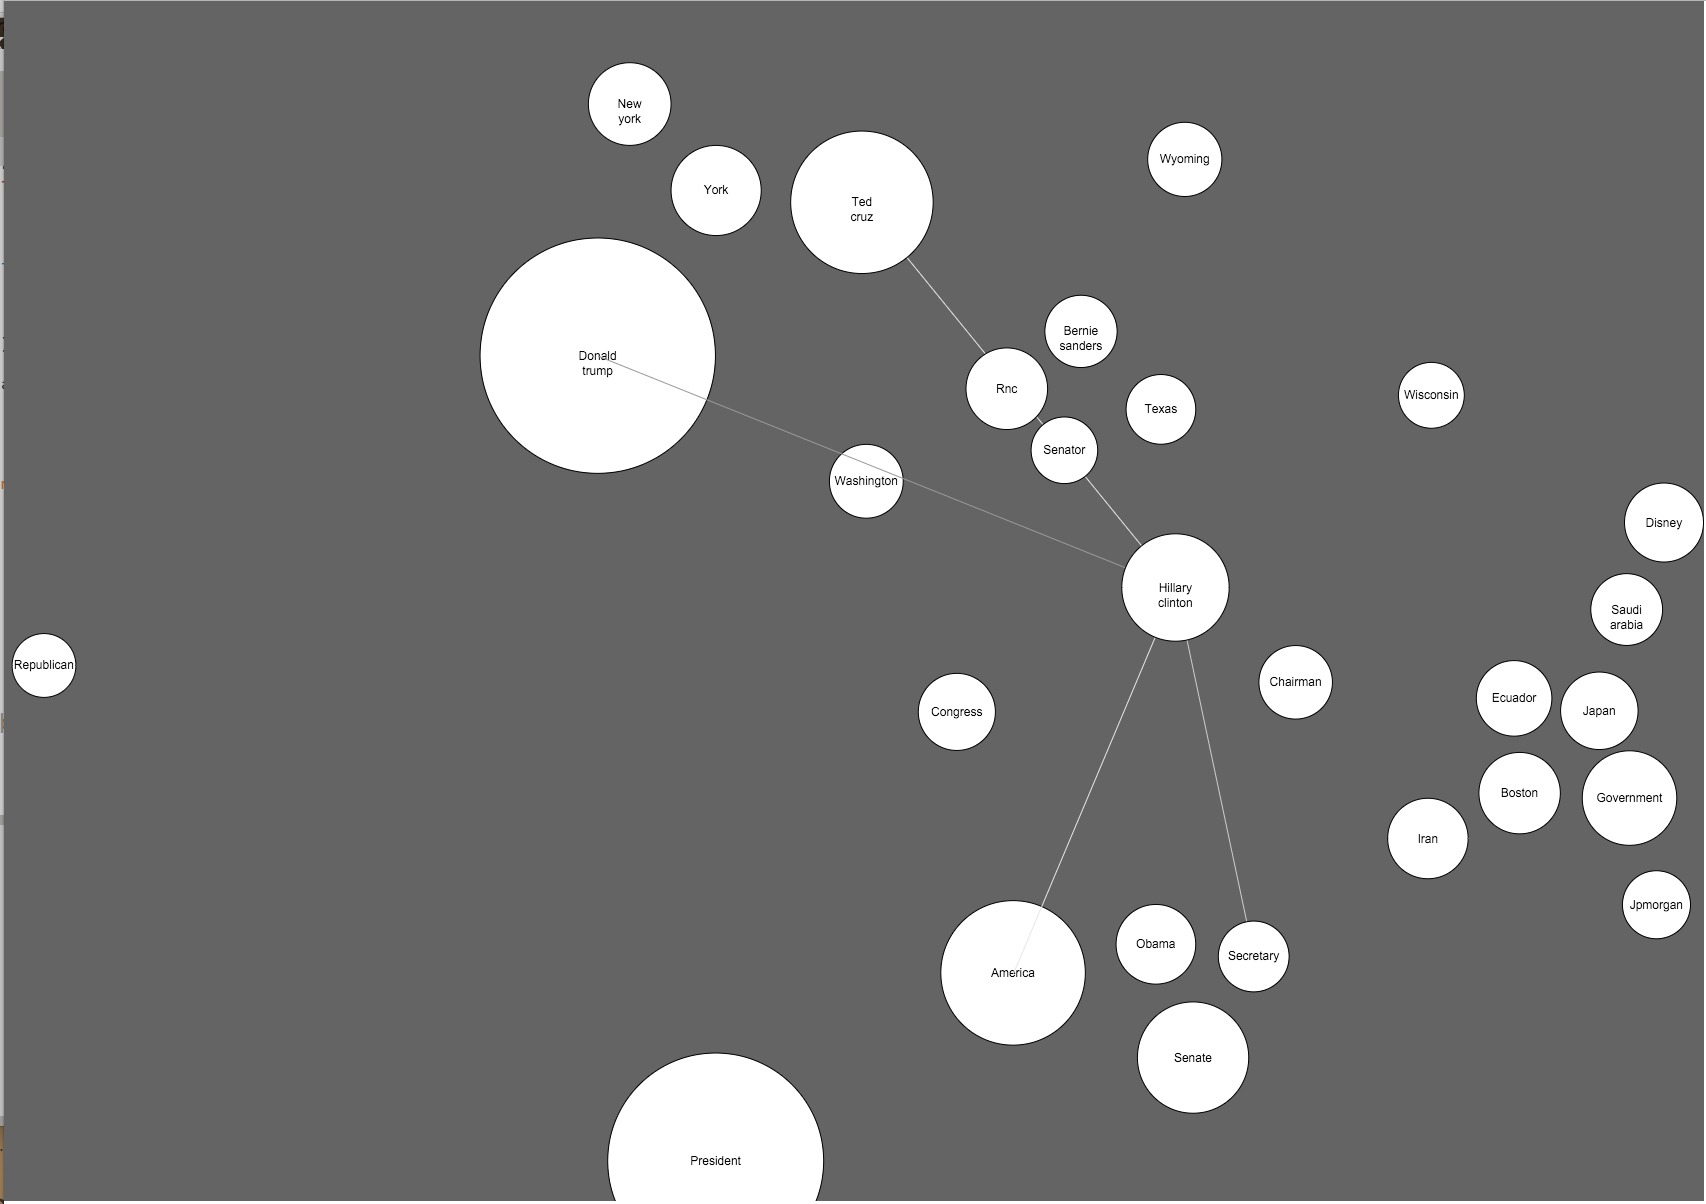 New
york
Wyoming
York
Ted
cruz
Bernie
sanders
Donald
trump
Rnc
Wisconsin
Texas
Senator
Washington
Disney
Hillary
clinton
Saudi
arabia
Republican
Chairman
Ecuador
Congress
Japan
Boston
Government
Iran
Jpmorgan
Obama
Secretary
America
Senate
President